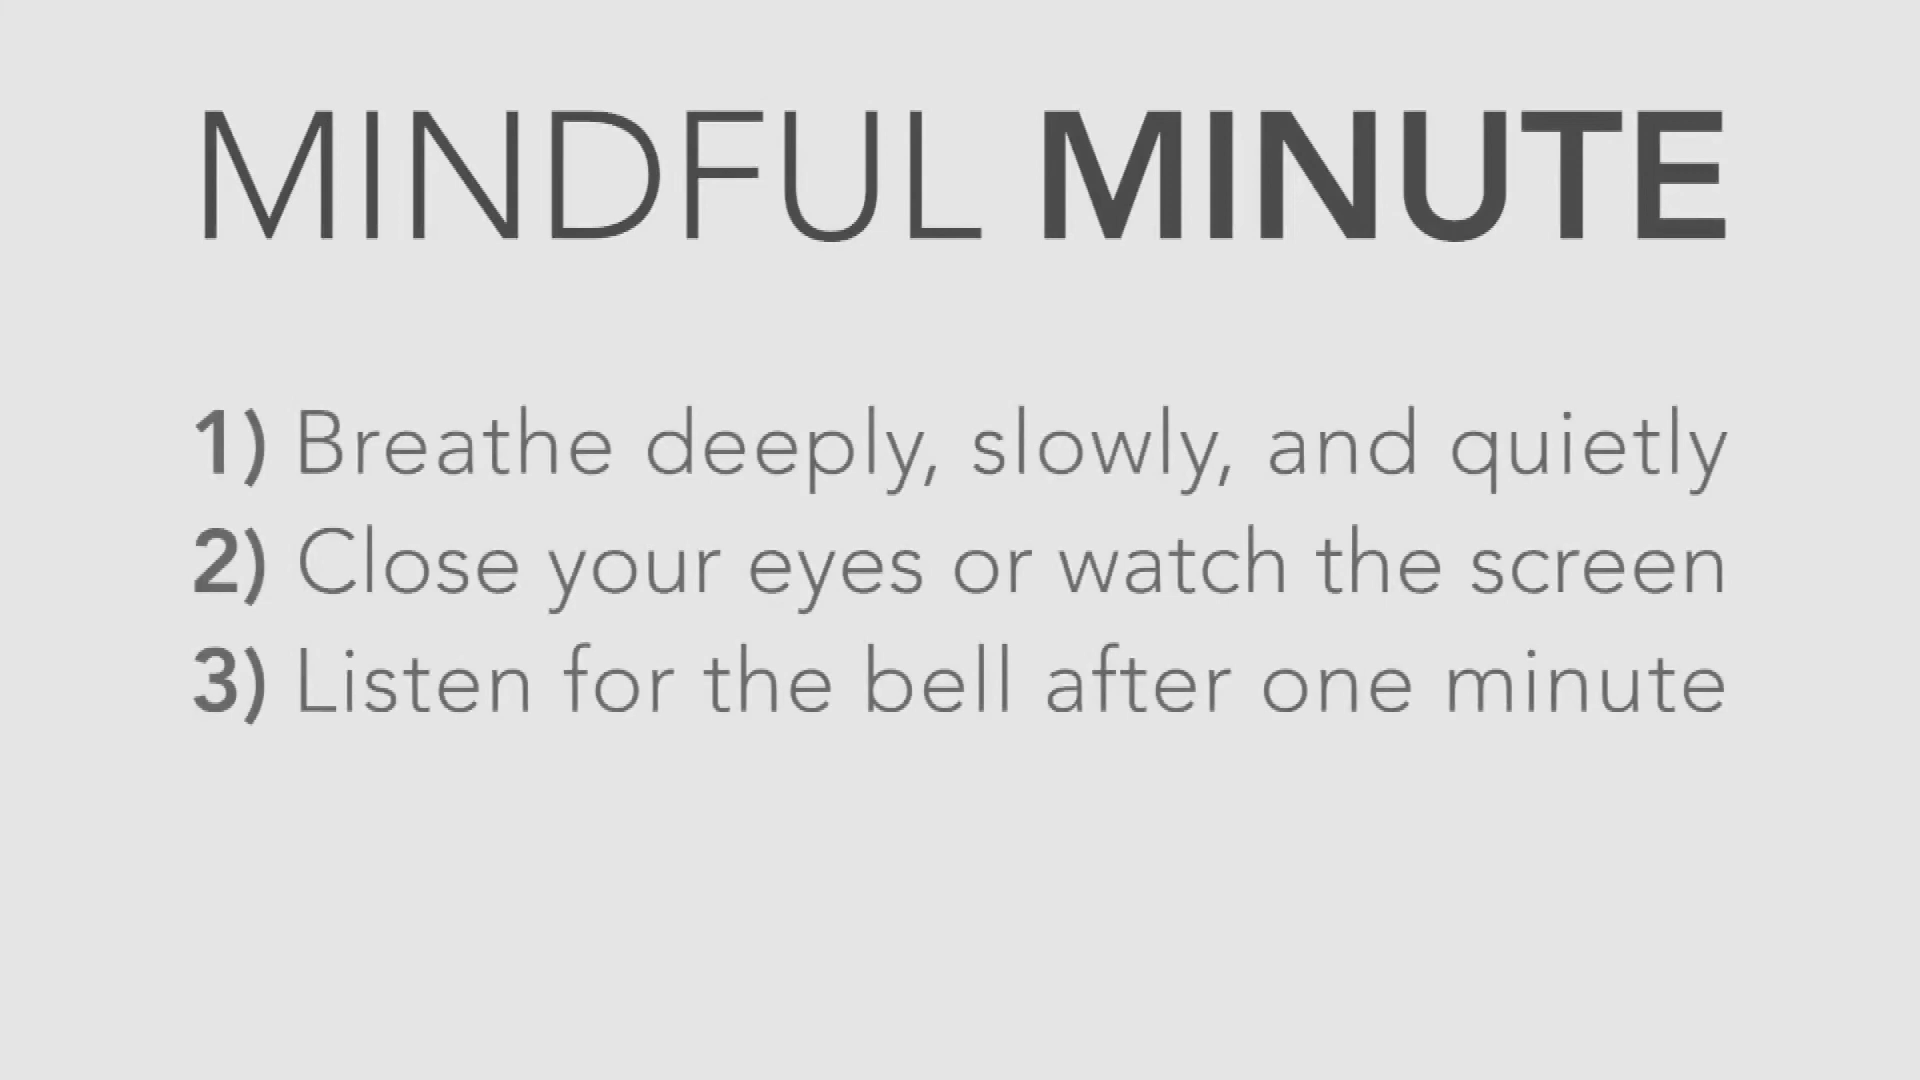 MINDFUL MINUTE
1) Breathe deeply, slowly, and quietly
2) Close your eyes or watch the screen
3) Listen for the bell after one minute